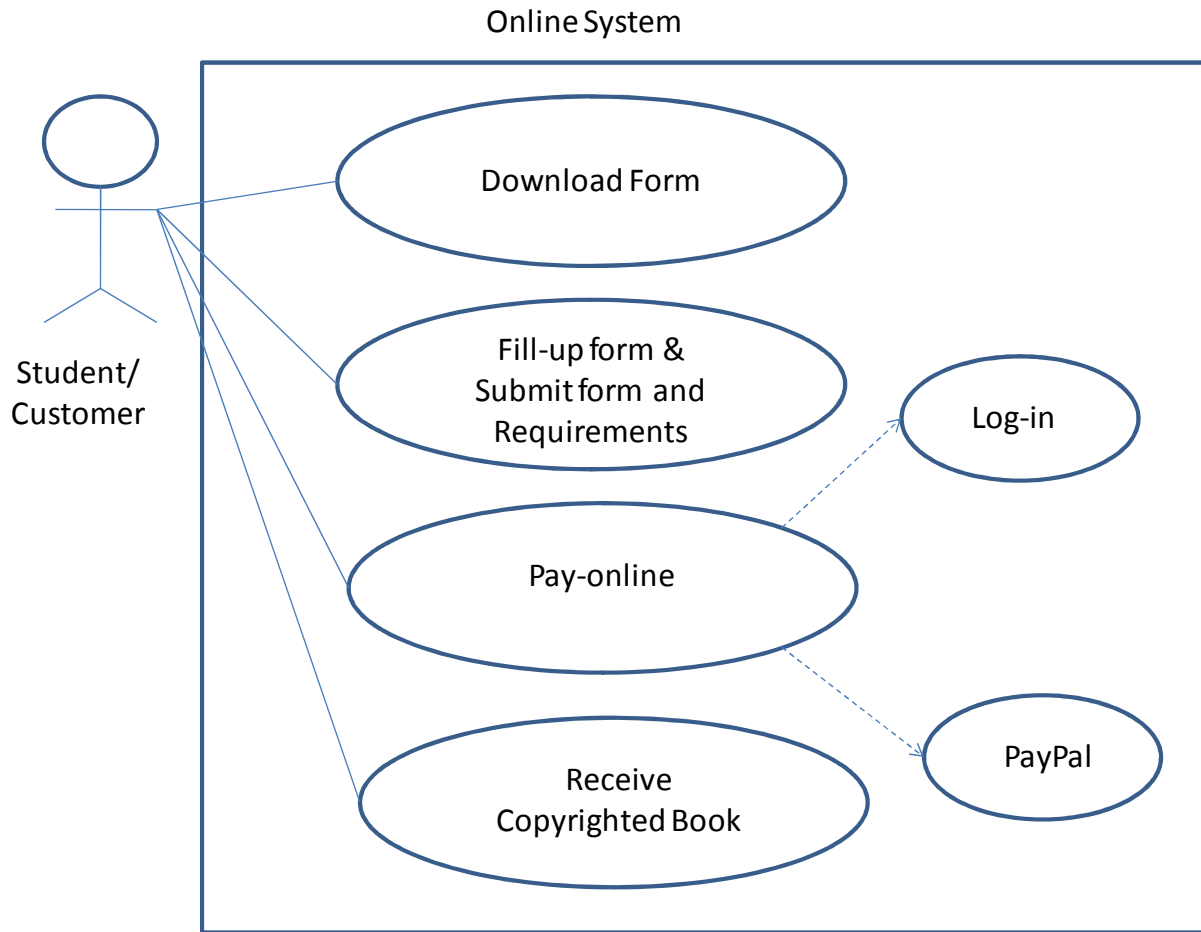 Online System
Download Form
Student/
Customer
Fill-up form &
Submit form and
Requirements
Log-in
Pay-online
PayPal
Receive
Copyrighted Book